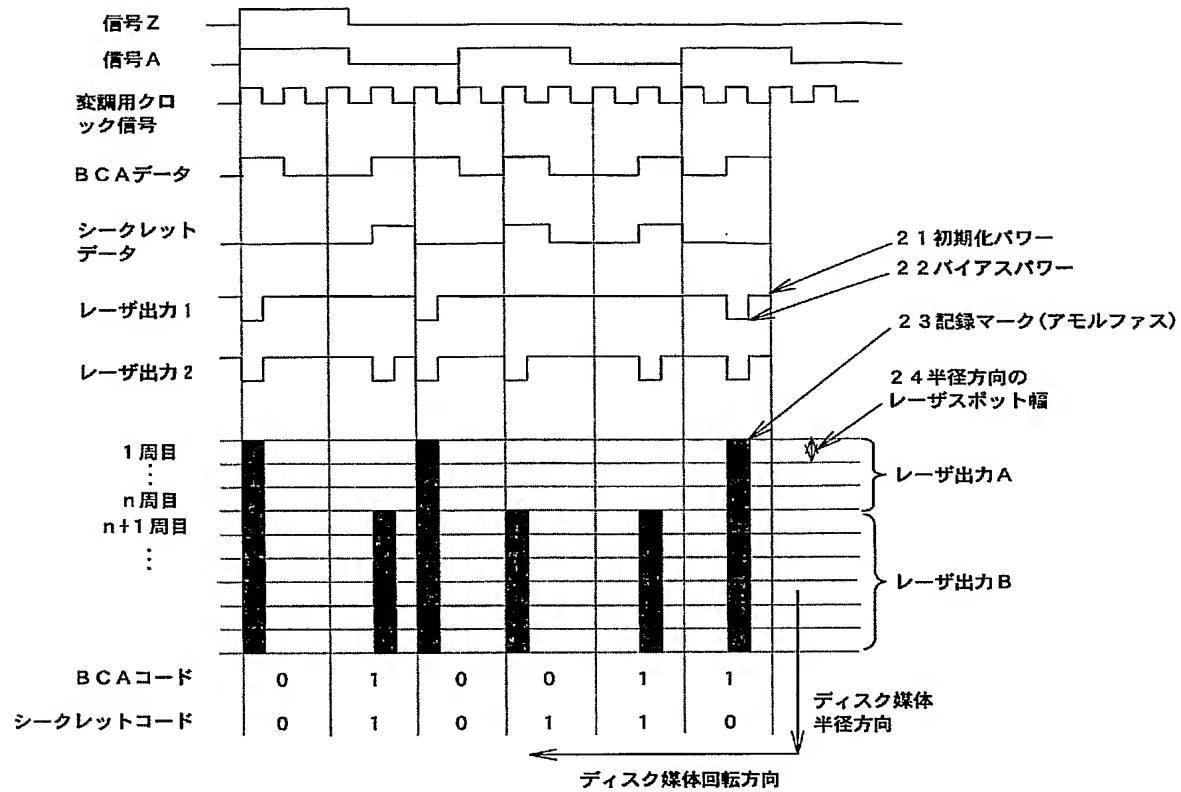 信号Z
信号A
変調用クロ
ック信号
BCAデータ
シークレット
データ
レーザ出力1
レーザ出力2
21初期化パワー
22バイアスパワー
23記録マーク(アモルファス)
24半径方向の
レーザスポット幅
1周目
⋮
n周目
n+1周目
⋮
レーザ出力A
レーザ出力B
BCAコード 0 1 0 0 1 1
シークレットコード 0 1 0 1 1 0
ディスク媒体
半径方向
ディスク媒体回転方向